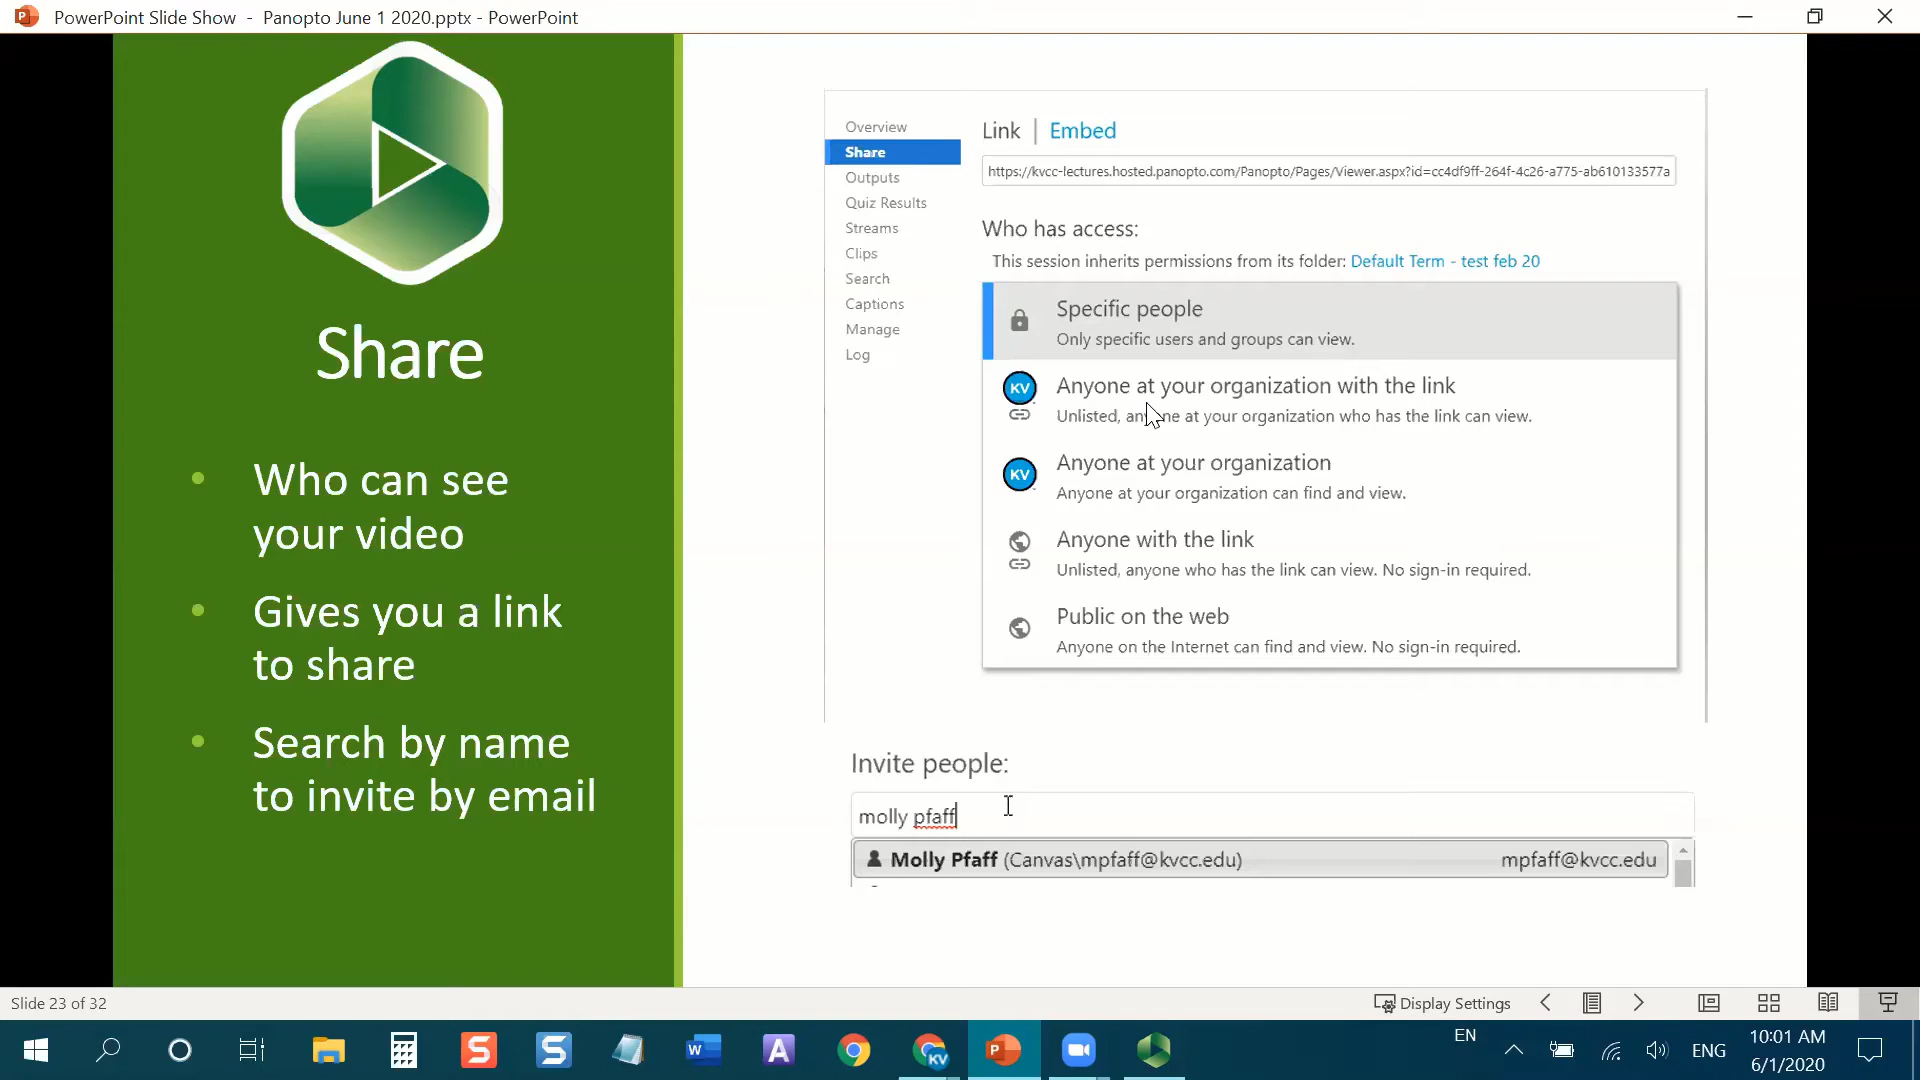 PowerPoint Slide Show - Panopto June 1 2020.pptx - PowerPoint
Share
Who can see
your video
Gives you a link
to share
Search by name
to invite by email
Overview
Share
Outputs
Quiz Results
Streams
Clips
Search
Captions
Manage
Log
Link | Embed
https://kvcc-lectures.hosted.panopto.com/Panopto/Pages/Viewer.aspx?id=cc4df9ff-264f-4c26-a775-ab610133577a
Who has access:
This session inherits permissions from its folder: Default Term - test feb 20
Specific people
Only specific users and groups can view.
KV
Anyone at your organization with the link
Unlisted, anyone at your organization who has the link can view.
KV
Anyone at your organization
Anyone at your organization can find and view.
Anyone with the link
Unlisted, anyone who has the link can view. No sign-in required.
Public on the web
Anyone on the Internet can find and view. No sign-in required.
Invite people:
molly pfaff
Molly Pfaff (Canvas\mpfaff@kvcc.edu) mpfaff@kvcc.edu
Slide 23 of 32
Display Settings
EN
ENG
10:01 AM
6/1/2020